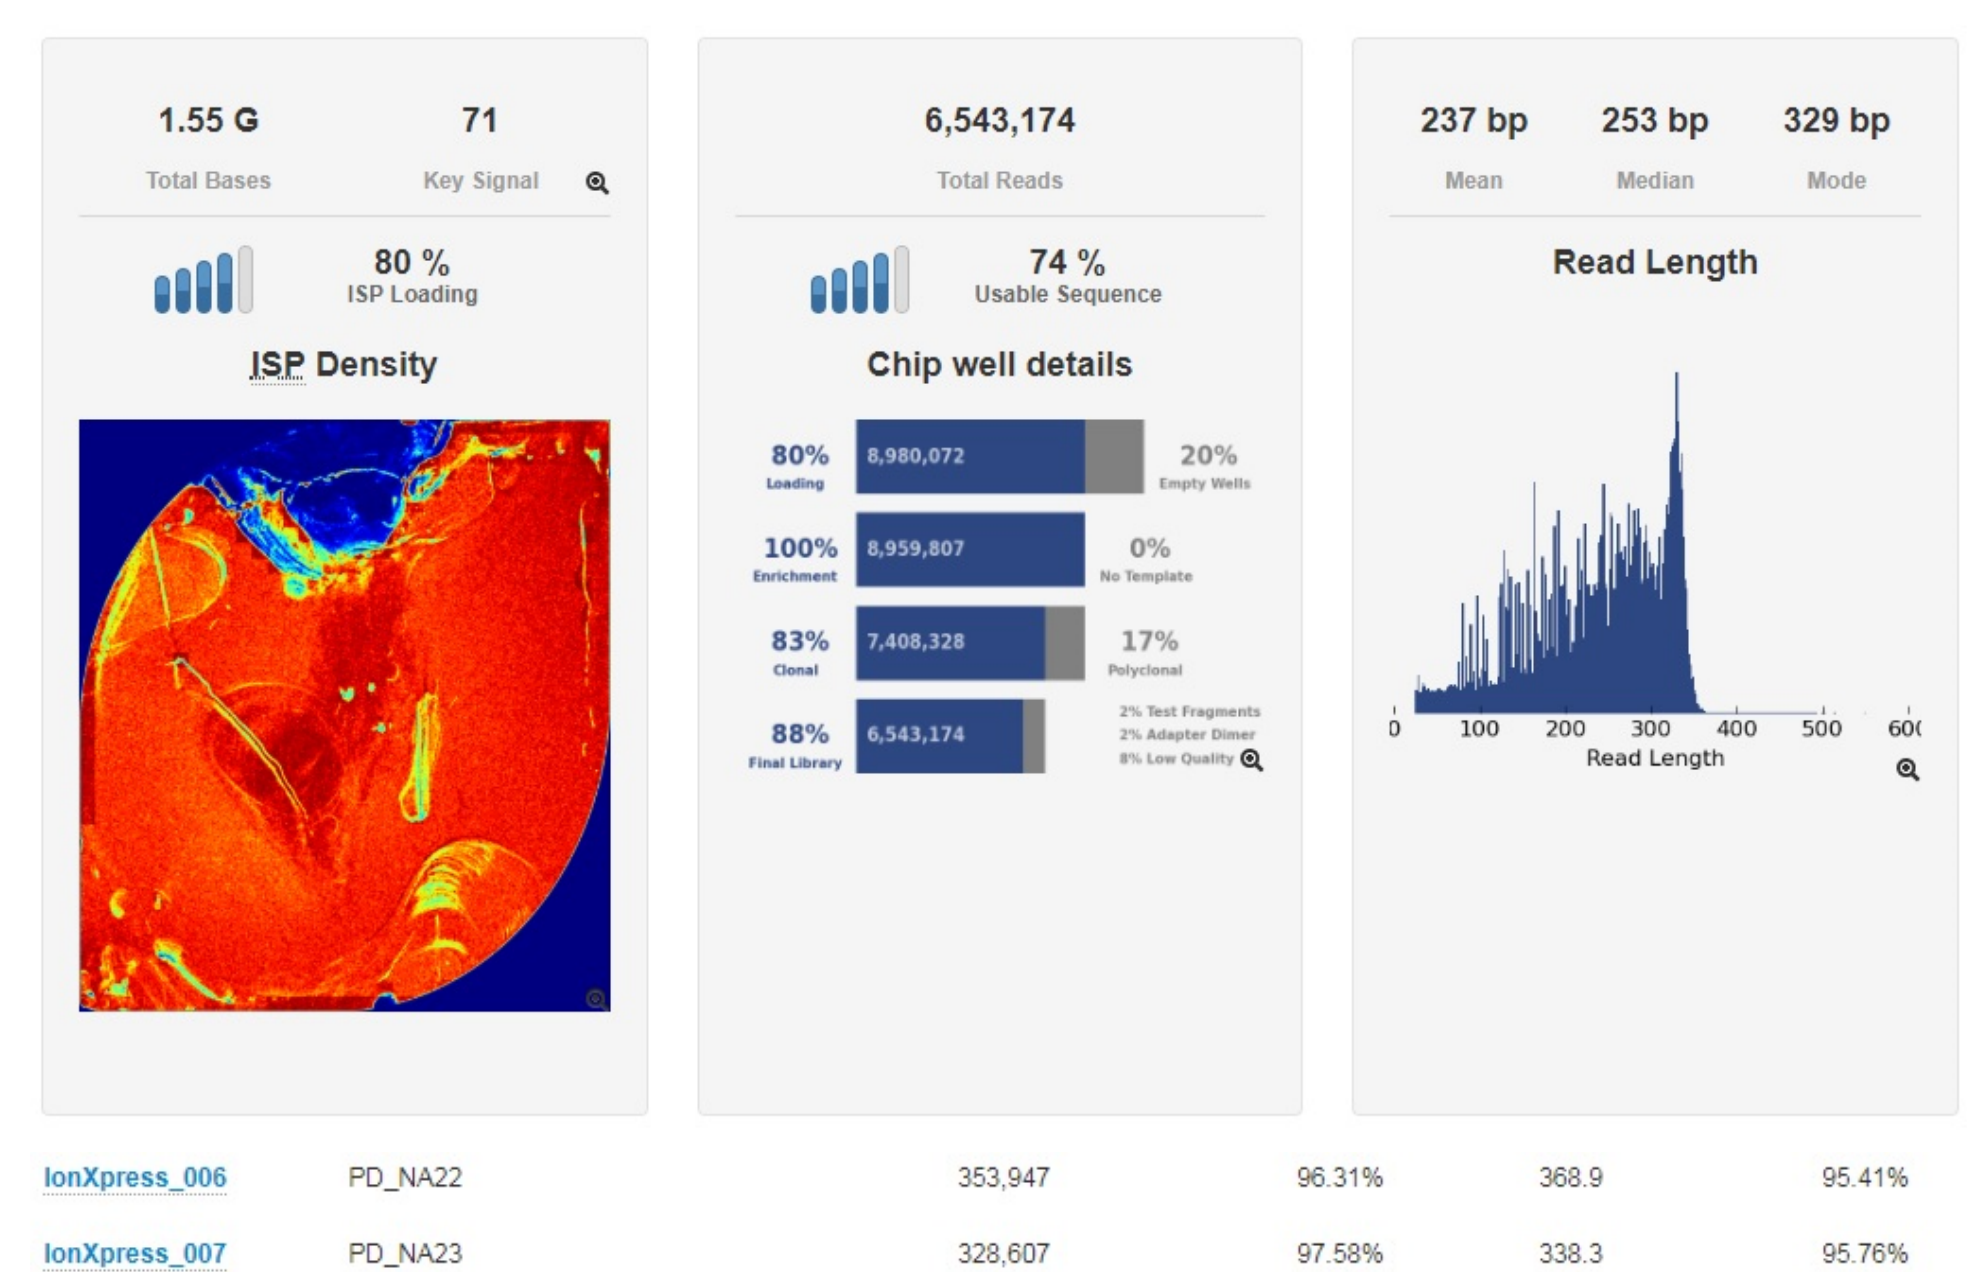 1.55 G 71
Total Bases Key Signal
80 %
ISP Loading
ISP Density
6,543,174
Total Reads
74 %
Usable Sequence
Chip well details
80% 8,980,072 20%
Loading Empty Wells
100% 8,959,807 0%
Enrichment No Template
83% 7,408,328 17%
Clonal Polyclonal
2% Test Fragments
88% 6,543,174 2% Adapter Dimer
Final Library 8% Low Quality
237 bp 253 bp 329 bp
Mean Median Mode
Read Length
0 100 200 300 400 500 600
Read Length
IonXpress_006 PD_NA22 353,947 96.31% 368.9 95.41%
IonXpress_007 PD_NA23 328,607 97.58% 338.3 95.76%